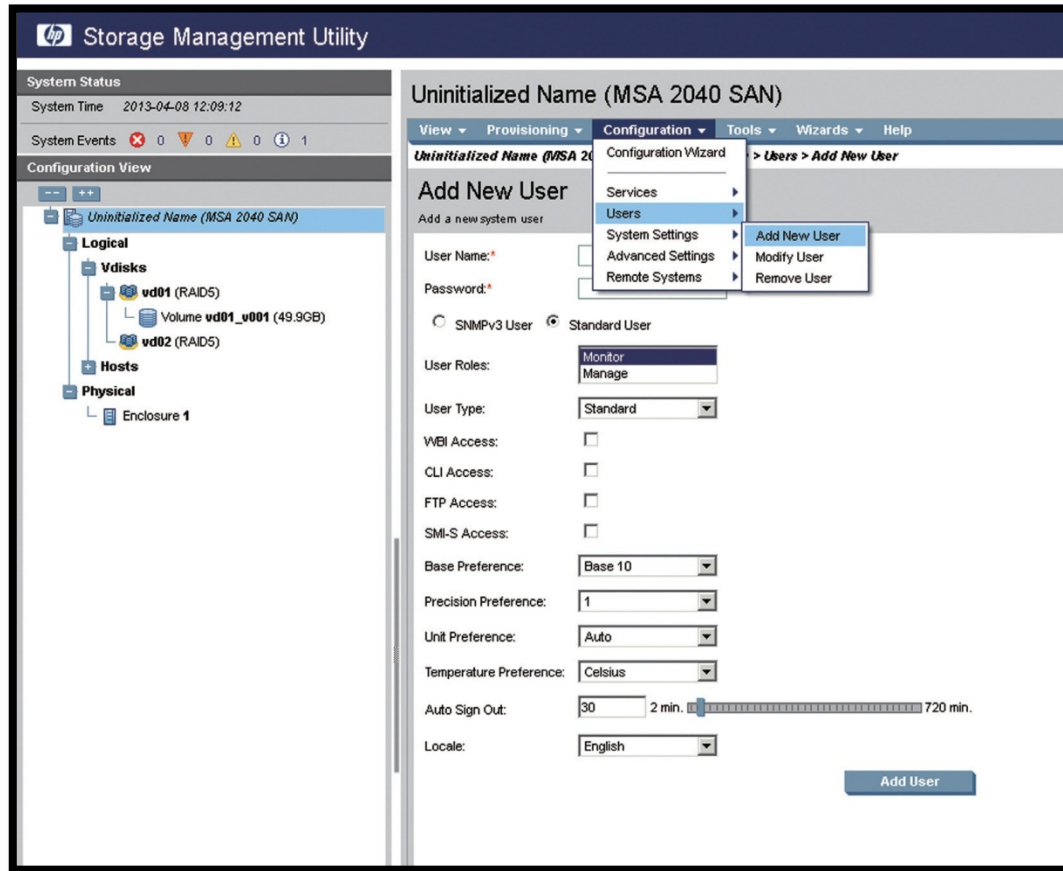 hp Storage Management Utility
System Status
System Time 2013-04-08 12:09:12
System Events 0 0 0 1
Configuration View
-- ++
Uninitialized Name (MSA 2040 SAN)
Logical
Vdisks
vd01 (RAID5)
Volume vd01_v001 (49.9GB)
vd02 (RAID5)
Hosts
Physical
Enclosure 1
Uninitialized Name (MSA 2040 SAN)
View Provisioning Configuration Tools Wizards Help
Uninitialized Name (MSA 20 > Users > Add New User
Configuration Wizard
Services
Users
System Settings
Advanced Settings
Remote Systems
Add New User
Modify User
Remove User
Add New User
Add a new system user
User Name:*
Password:*
SNMPv3 User Standard User
User Roles: Monitor
Manage
User Type: Standard
WBI Access:
CLI Access:
FTP Access:
SMI-S Access:
Base Preference: Base 10
Precision Preference: 1
Unit Preference: Auto
Temperature Preference: Celsius
Auto Sign Out: 30 2 min. 720 min.
Locale: English
Add User